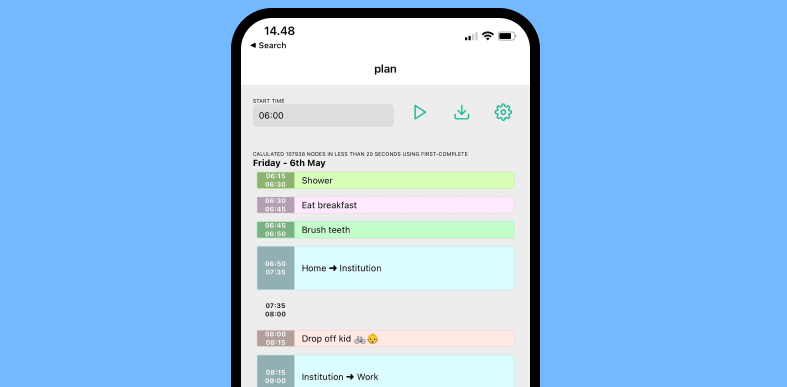 14.48
◀ Search
plan
START TIME
06:00
CALULATED 107938 NODES IN LESS THAN 20 SECONDS USING FIRST-COMPLETE
Friday - 6th May
06:15
06:30
Shower
06:30
06:45
Eat breakfast
06:45
06:50
Brush teeth
06:50
07:35
Home ➜ Institution
07:35
08:00
08:00
08:15
Drop off kid 🚲👶
08:15
09:00
Institution ➜ Work